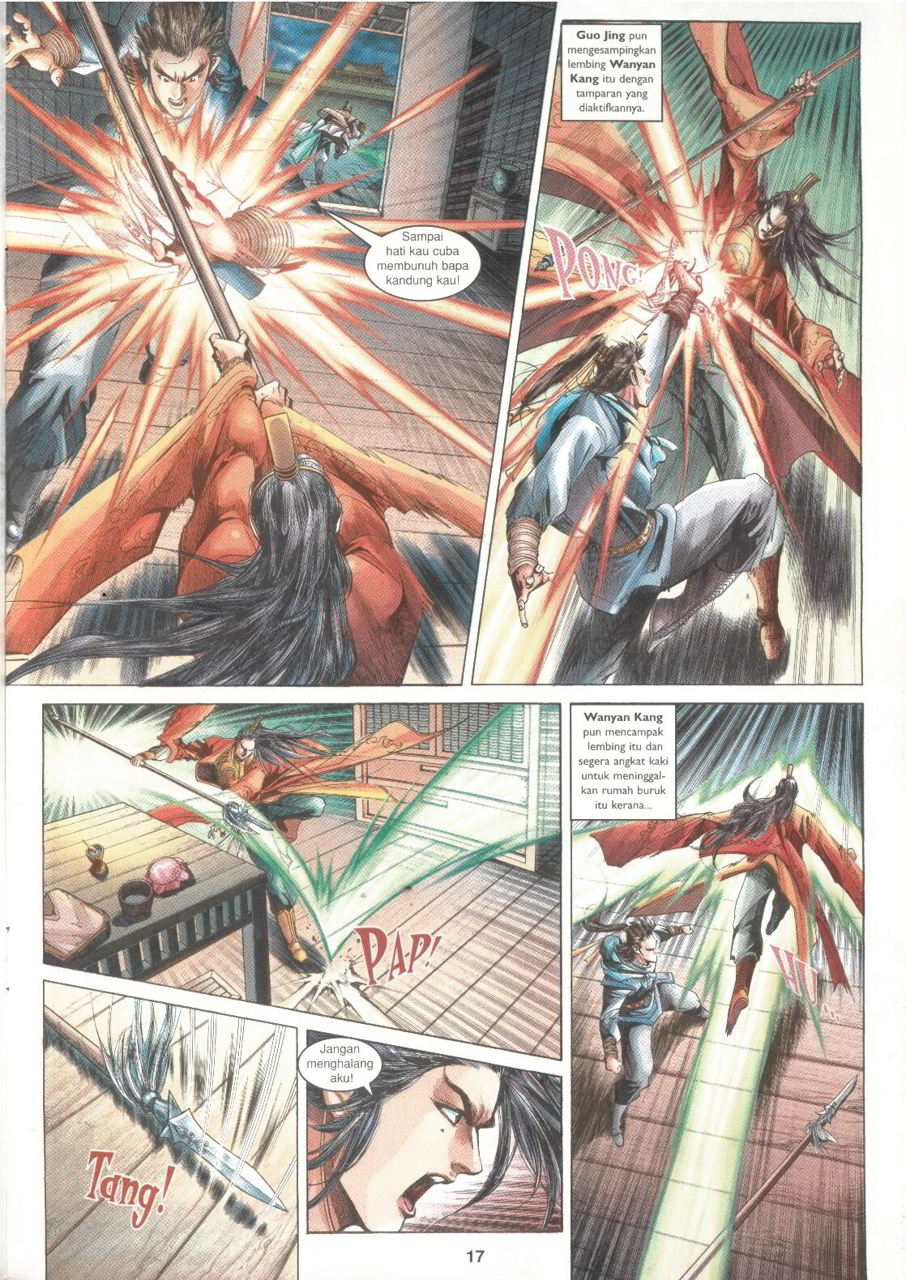 Sampai
hati kau cuba
membunuh bapa
kandung kau!
Guo Jing pun
mengesampingkan
lembing Wanyan
Kang itu dengan
tamparan yang
diaktifkannya.
PONG!
PAP!
Wanyan Kang
pun mencampak
lembing itu dan
segera angkat kaki
untuk meninggal-
kan rumah buruk
itu kerana...
HU...
Tang!
Jangan
menghalang
aku!
17